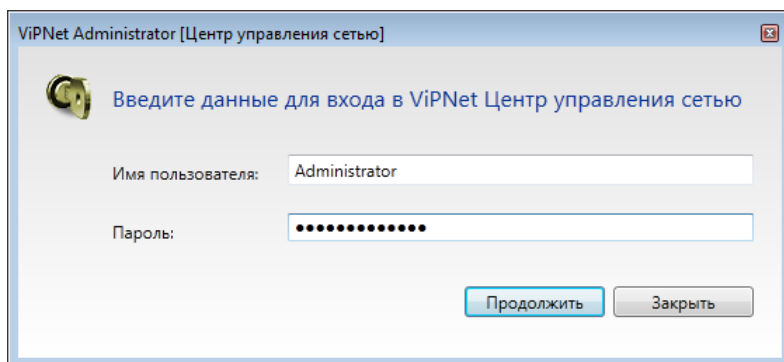 ViPNet Administrator [Центр управления сетью]
Введите данные для входа в ViPNet Центр управления сетью
Имя пользователя: Administrator
Пароль: •••••••••••••
Продолжить Закрыть